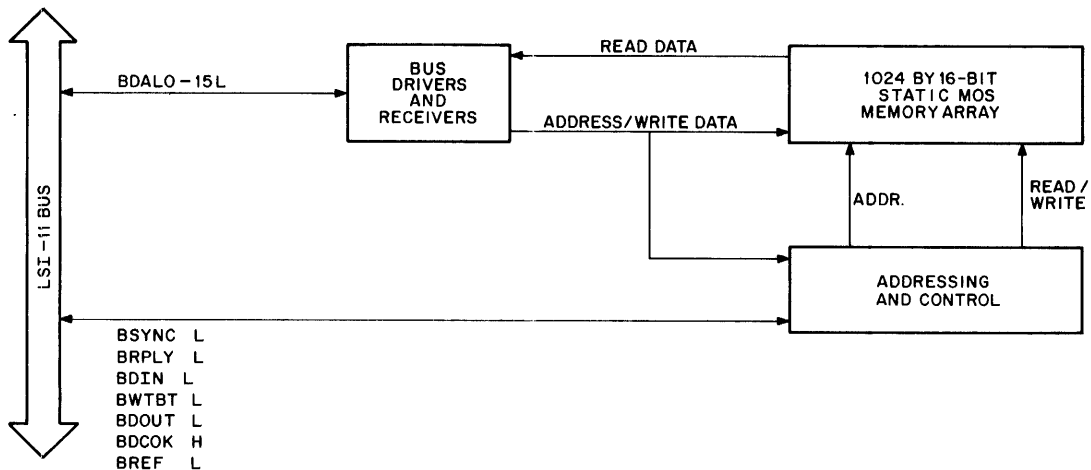 READ DATA
BUS
DRIVERS
AND
RECEIVERS
1024 BY 16-BIT
STATIC MOS
MEMORY ARRAY
BDAL0-15L
ADDRESS/WRITE DATA
LSI-11 BUS
ADDR.
READ/
WRITE
ADDRESSING
AND CONTROL
BSYNC L
BRPLY L
BDIN L
BWTBT L
BDOUT L
BDCOK H
BREF L